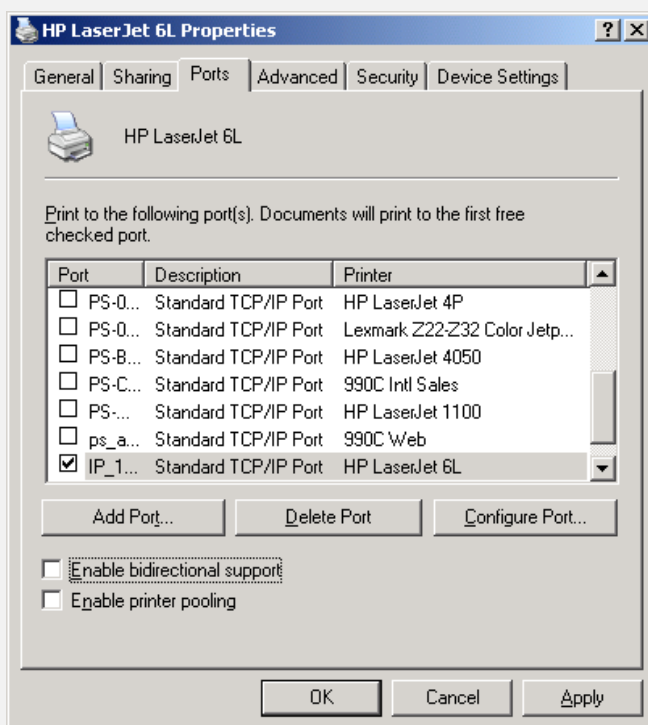 HP LaserJet 6L Properties
General Sharing Ports Advanced Security Device Settings
HP LaserJet 6L
Print to the following port(s). Documents will print to the first free
checked port.
Port Description Printer
PS-0... Standard TCP/IP Port HP LaserJet 4P
PS-0... Standard TCP/IP Port Lexmark Z22-Z32 Color Jetp...
PS-B... Standard TCP/IP Port HP LaserJet 4050
PS-C... Standard TCP/IP Port 990C Intl Sales
PS-... Standard TCP/IP Port HP LaserJet 1100
ps_a... Standard TCP/IP Port 990C Web
IP_1... Standard TCP/IP Port HP LaserJet 6L
Add Port... Delete Port Configure Port...
Enable bidirectional support
Enable printer pooling
OK Cancel Apply